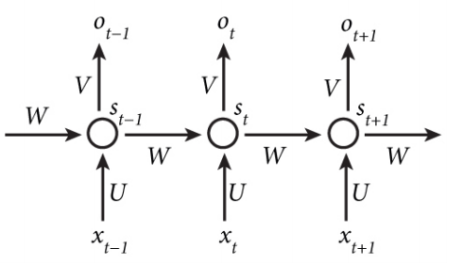 o_{t-1} o_t o_{t+1}
V V V
W s_{t-1} s_t s_{t+1}
W W W
U U U
x_{t-1} x_t x_{t+1}